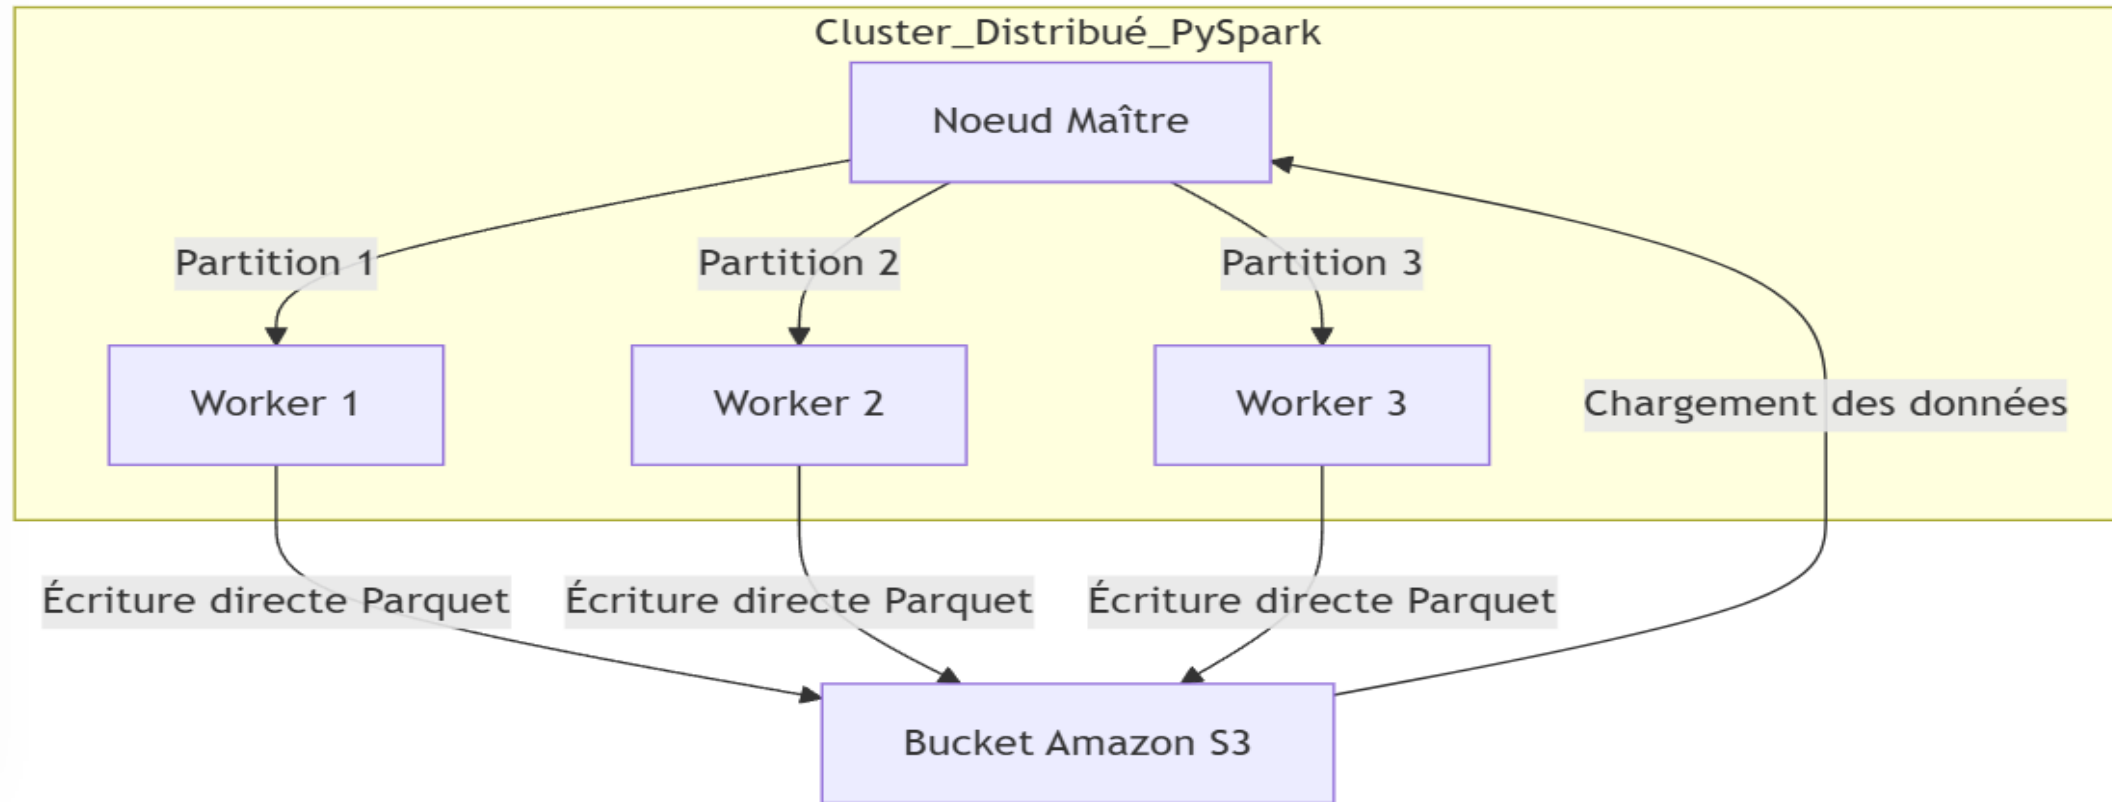 Cluster_Distribué_PySpark
Noeud Maître
Partition 1
Partition 2
Partition 3
Worker 1
Worker 2
Worker 3
Chargement des données
Écriture directe Parquet
Écriture directe Parquet
Écriture directe Parquet
Bucket Amazon S3